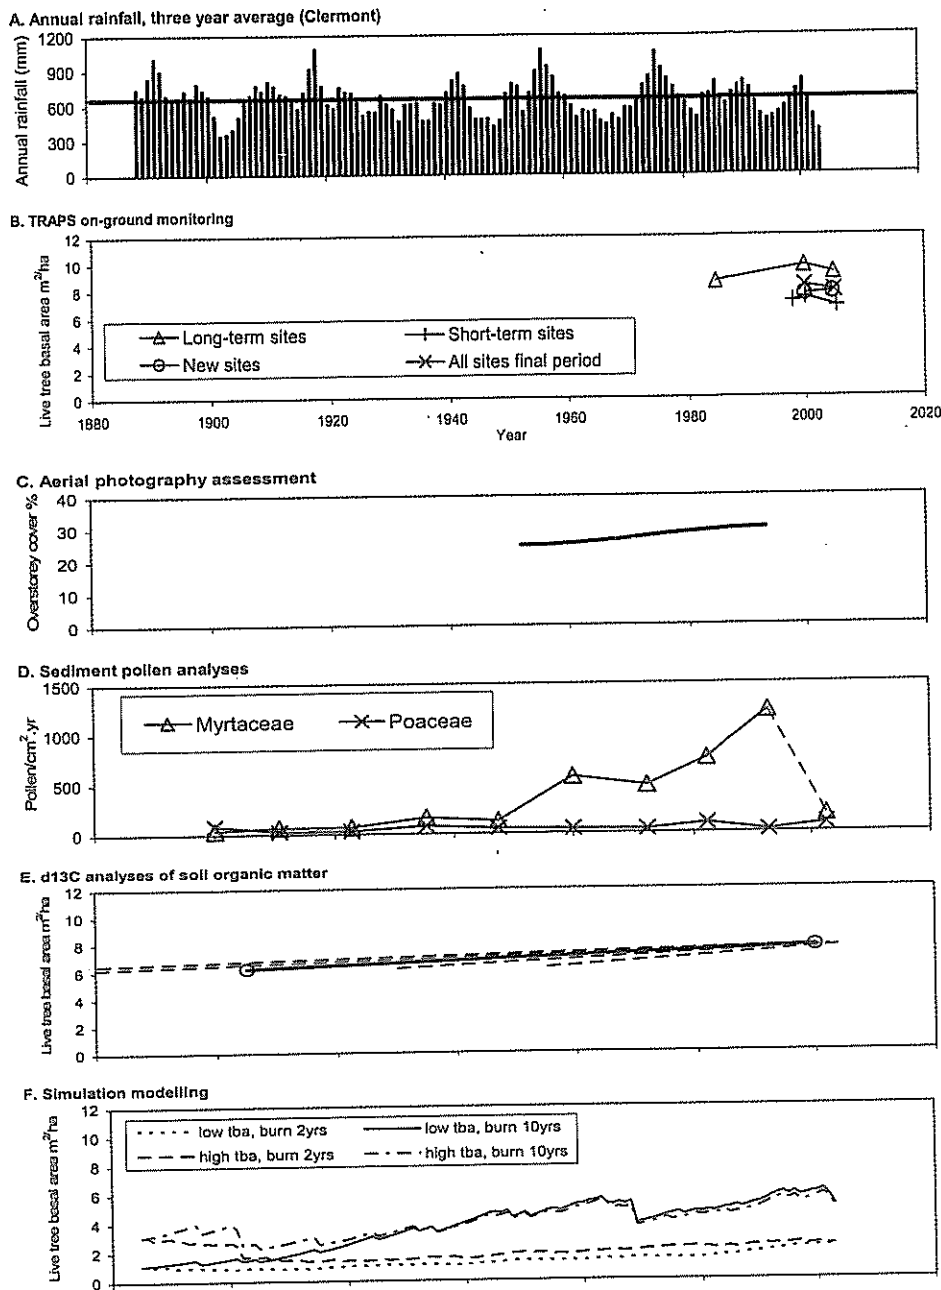 A. Annual rainfall, three year average (Clermont)
Annual rainfall (mm)
1200
900
600
300
0
B. TRAPS on-ground monitoring
Live tree basal area m²/ha
12
10
8
6
4
2
0
Long-term sites
Short-term sites
New sites
All sites final period
1880
1900
1920
1940
1960
1980
2000
2020
Year
C. Aerial photography assessment
Overstorey cover %
40
30
20
10
0
D. Sediment pollen analyses
Pollen/cm².yr
1500
1000
500
0
Myrtaceae
Poaceae
E. d13C analyses of soil organic matter
Live tree basal area m²/ha
12
10
8
6
4
2
0
F. Simulation modelling
Live tree basal area m²/ha
12
10
8
6
4
2
0
low tba, burn 2yrs
low tba, burn 10yrs
high tba, burn 2yrs
high tba, burn 10yrs